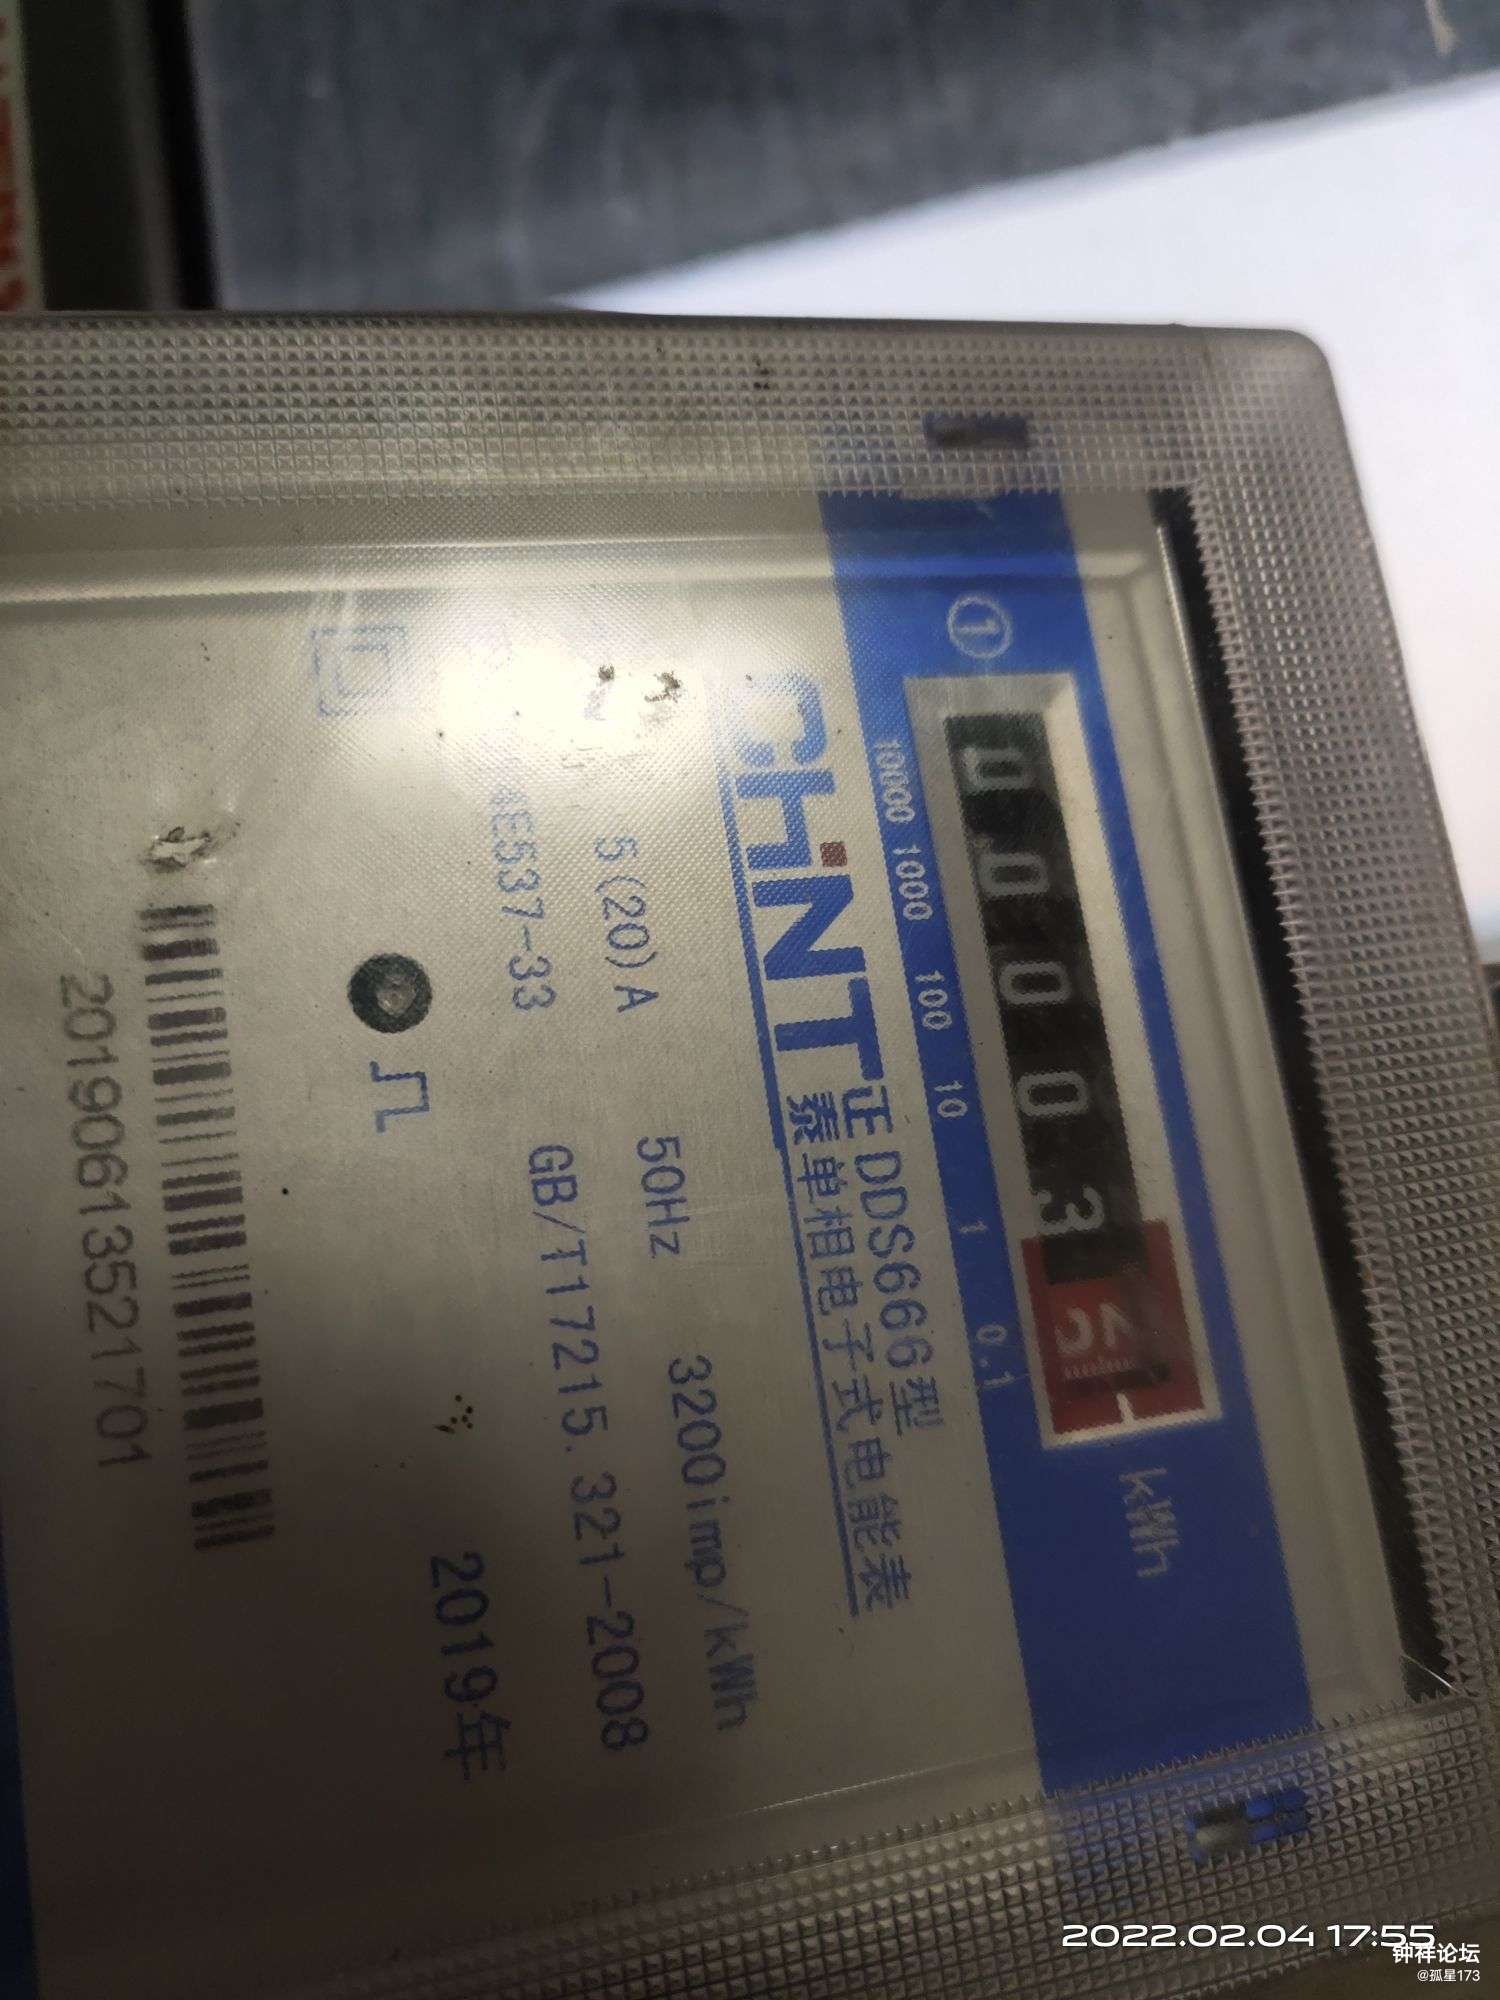 ①
0 0 0 0 3
kWh
10000 1000 100 10 1 0.1
CHNT 正泰
DDS666型
单相电子式电能表
5(20)A 50Hz 3200imp/kWh
4E537-33 GB/T17215.321-2008
2019年
20190613521701
2022.02.04 17:55
钟祥论坛
@孤星173